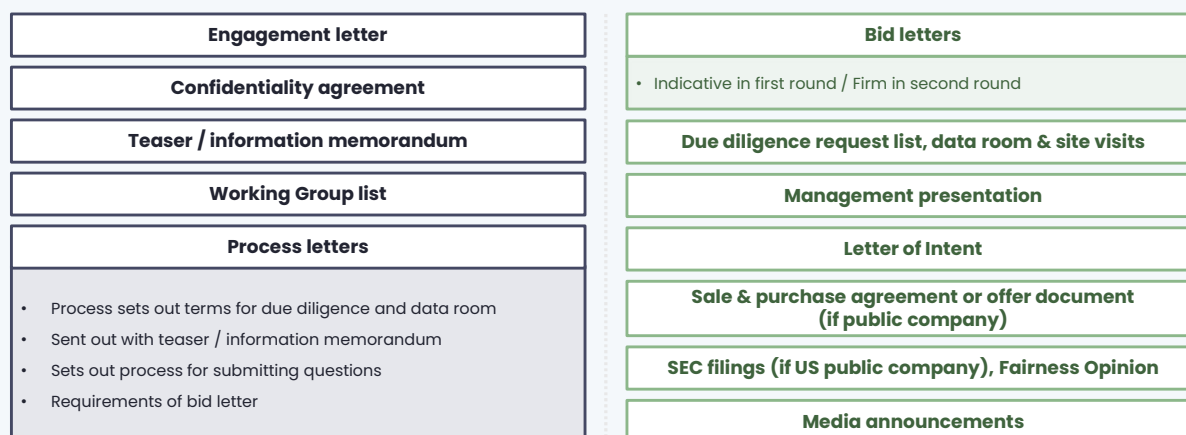 Engagement letter
Confidentiality agreement
Teaser / information memorandum
Working Group list
Process letters
• Process sets out terms for due diligence and data room
• Sent out with teaser / information memorandum
• Sets out process for submitting questions
• Requirements of bid letter
Bid letters
• Indicative in first round / Firm in second round
Due diligence request list, data room & site visits
Management presentation
Letter of Intent
Sale & purchase agreement or offer document
(if public company)
SEC filings (if US public company), Fairness Opinion
Media announcements